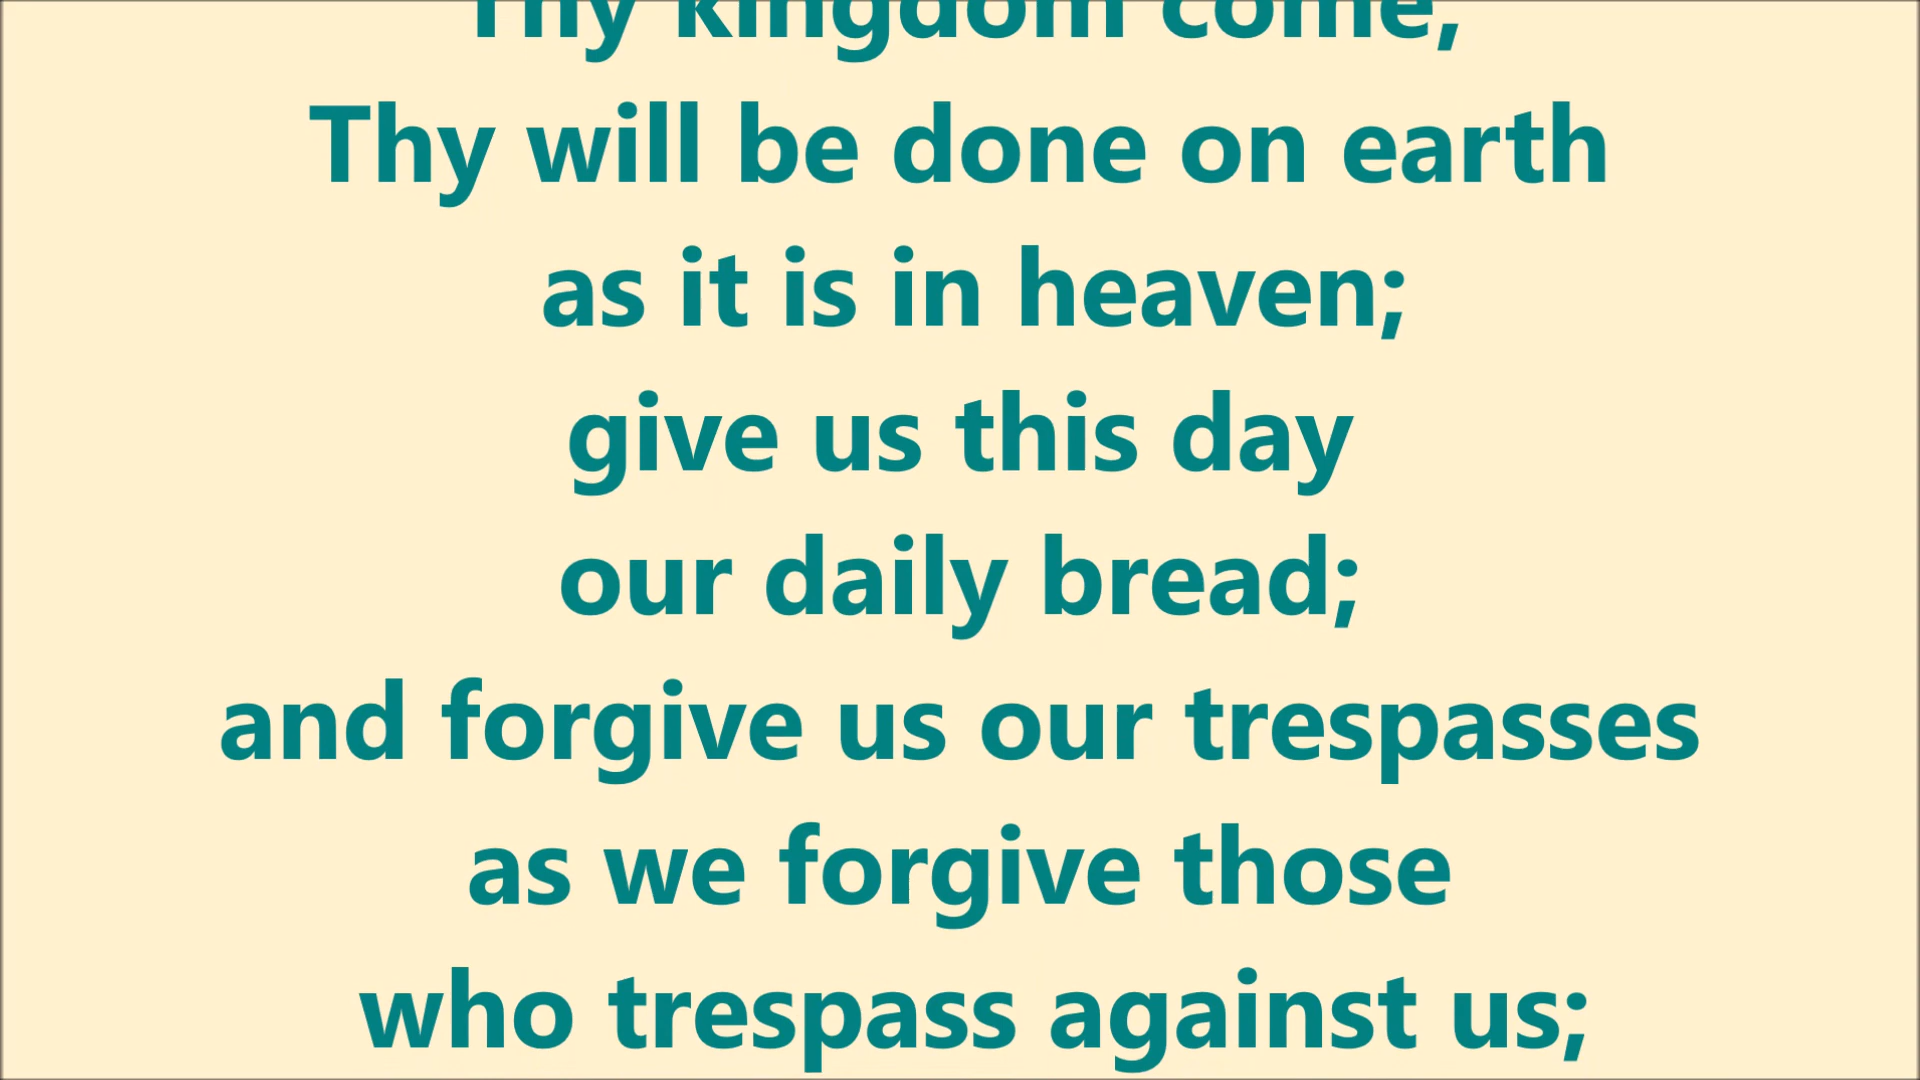 Thy kingdom come,
Thy will be done on earth
as it is in heaven;
give us this day
our daily bread;
and forgive us our trespasses
as we forgive those
who trespass against us;